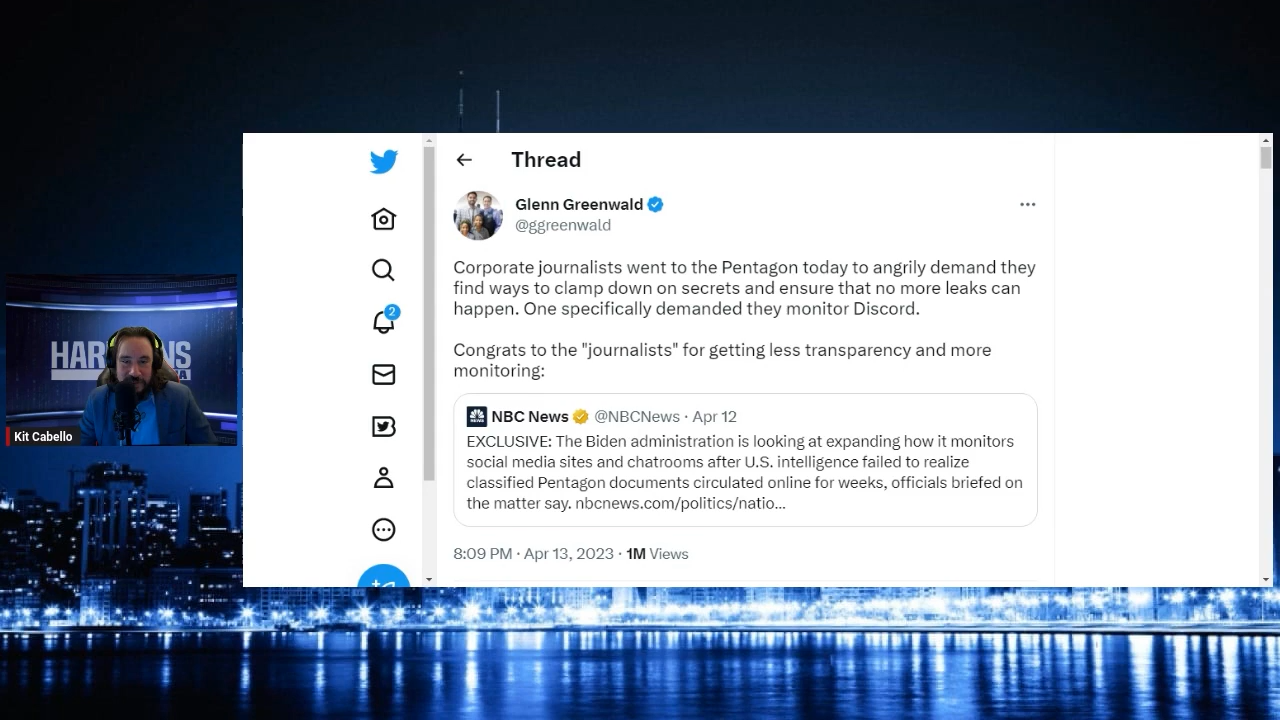 Thread
Glenn Greenwald
@ggreenwald
Corporate journalists went to the Pentagon today to angrily demand they
find ways to clamp down on secrets and ensure that no more leaks can
happen. One specifically demanded they monitor Discord.
Congrats to the "journalists" for getting less transparency and more
monitoring:
NBC News @NBCNews · Apr 12
EXCLUSIVE: The Biden administration is looking at expanding how it monitors
social media sites and chatrooms after U.S. intelligence failed to realize
classified Pentagon documents circulated online for weeks, officials briefed on
the matter say. nbcnews.com/politics/natio...
8:09 PM · Apr 13, 2023 · 1M Views
2
Kit Cabello